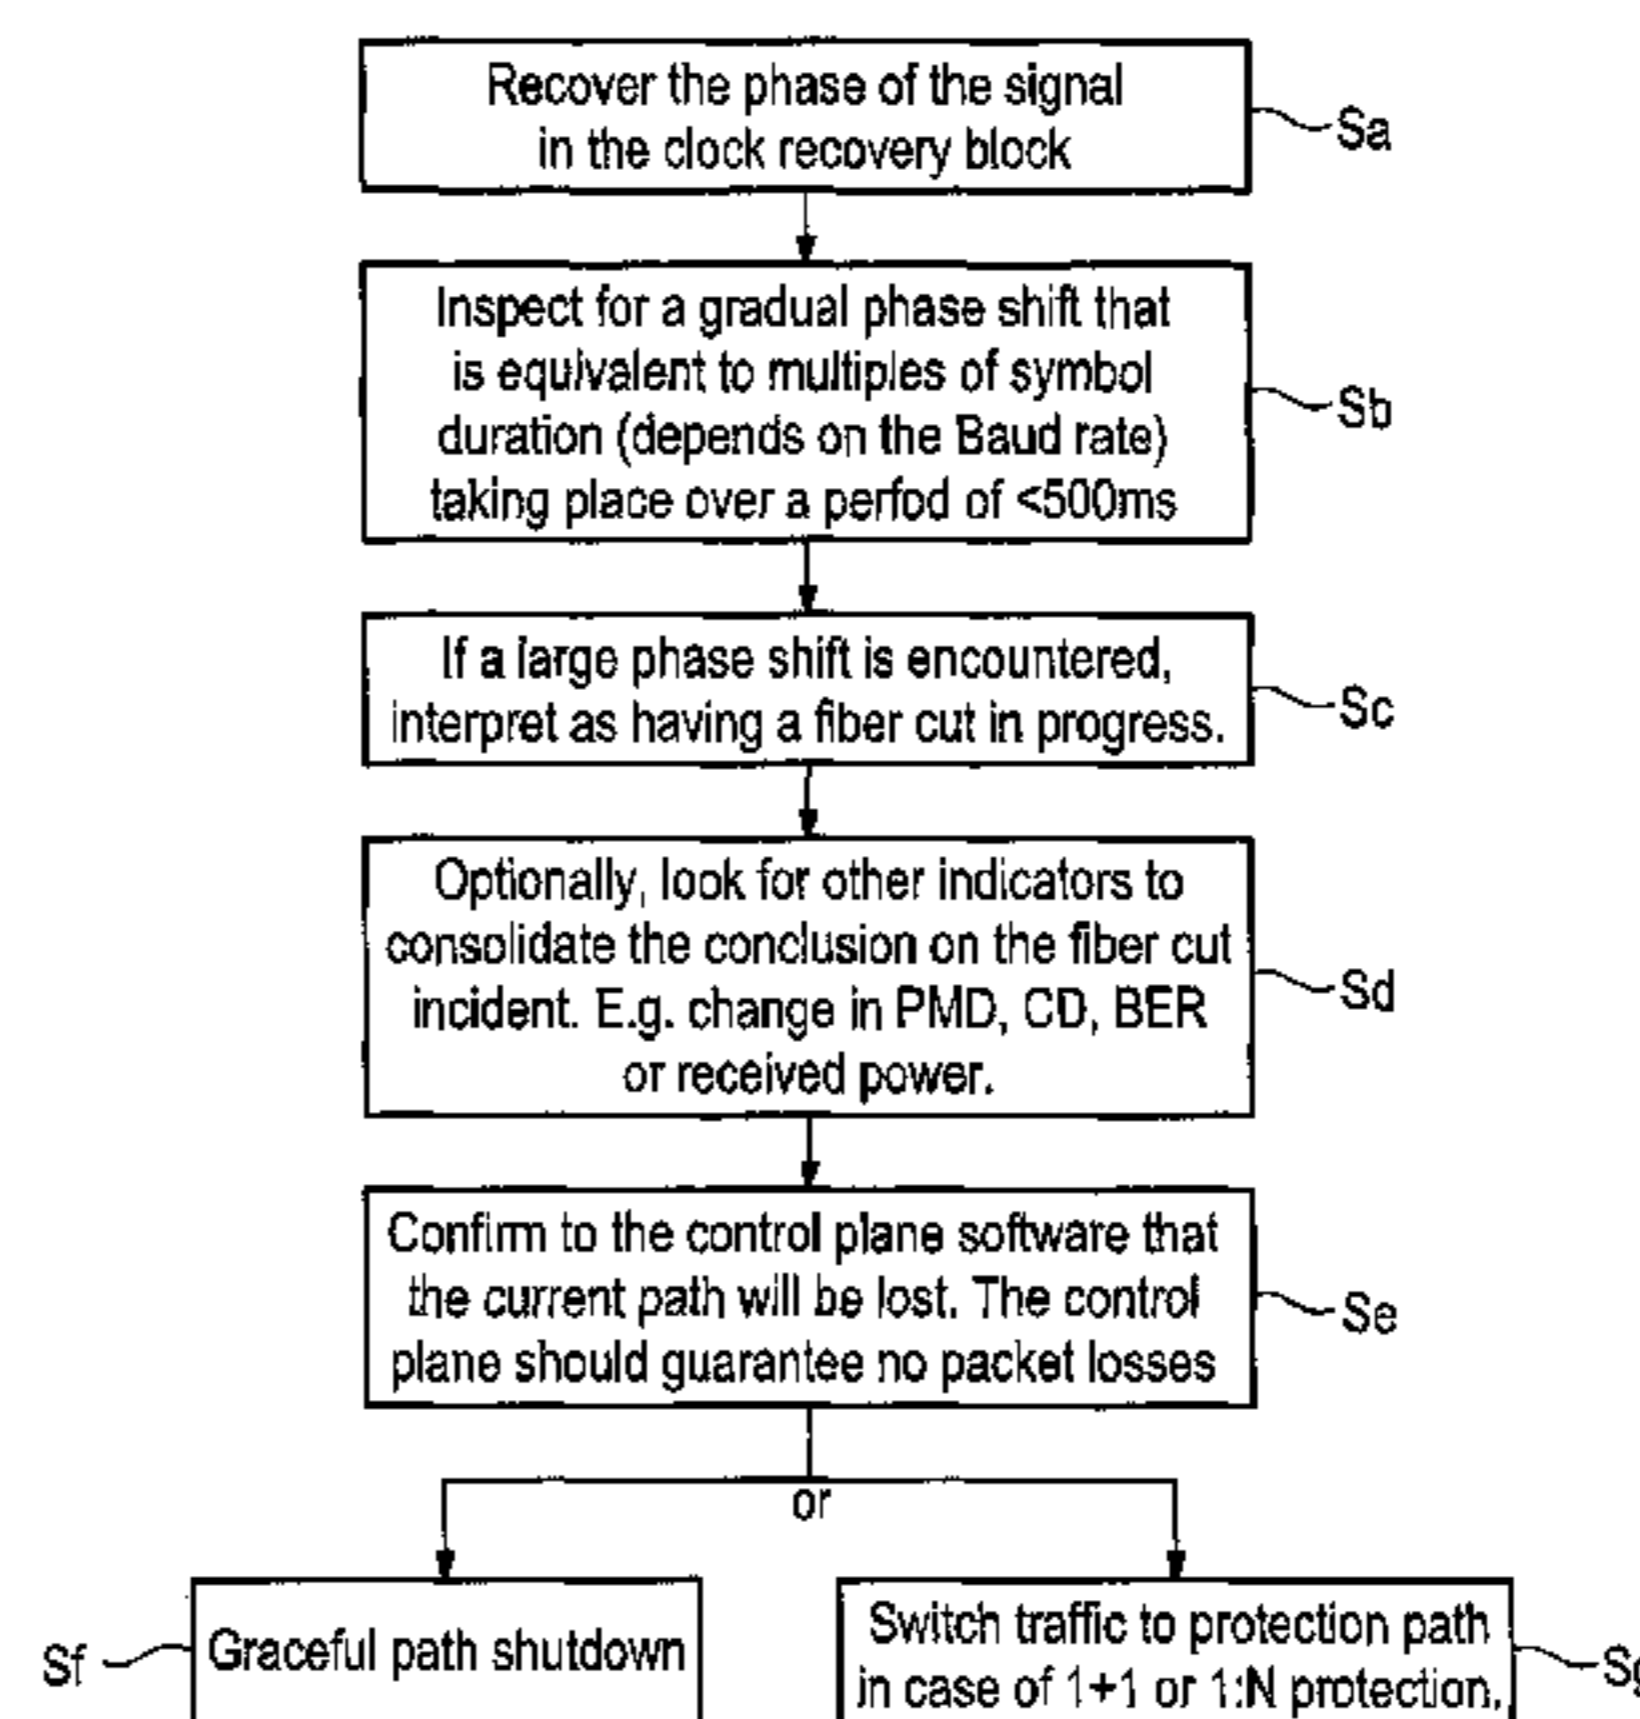 Recover the phase of the signal
in the clock recovery block
Sa
Inspect for a gradual phase shift that
is equivalent to multiples of symbol
duration (depends on the Baud rate)
taking place over a period of <500ms
Sb
If a large phase shift is encountered,
interpret as having a fiber cut in progress.
Sc
Optionally, look for other indicators to
consolidate the conclusion on the fiber cut
incident. E.g. change in PMD, CD, BER
or received power.
Sd
Confirm to the control plane software that
the current path will be lost. The control
plane should guarantee no packet losses
Se
or
Sf
Graceful path shutdown
Switch traffic to protection path
in case of 1+1 or 1:N protection.